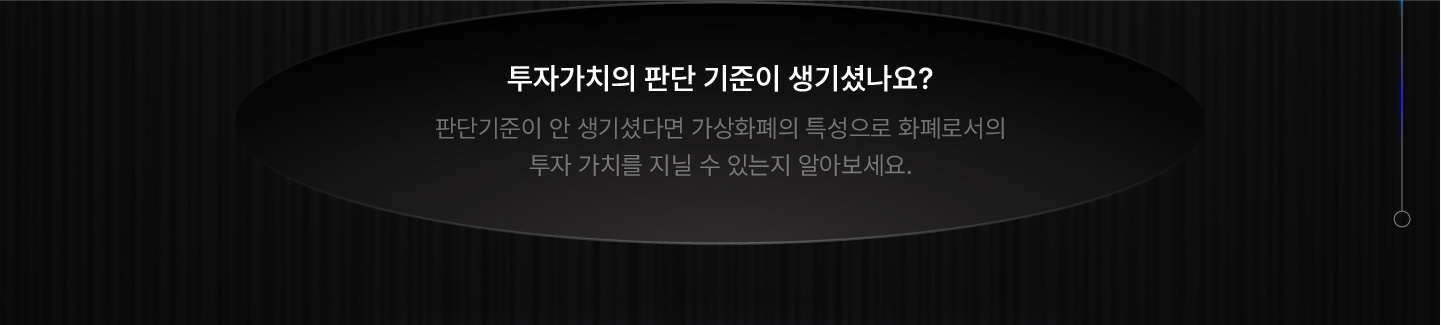 투자가치의 판단 기준이 생기셨나요?
판단기준이 안 생기셨다면 가상화폐의 특성으로 화폐로서의
투자 가치를 지닐 수 있는지 알아보세요.